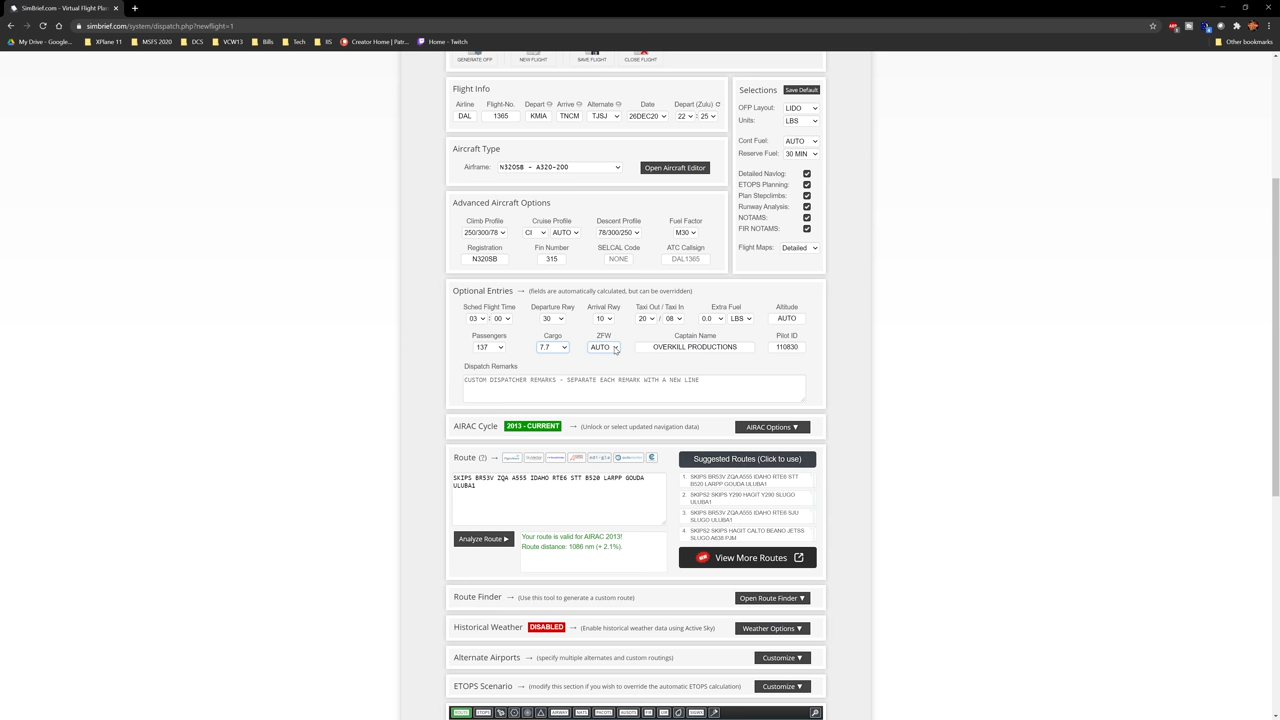 SimBrief.com - Virtual Flight Pla
simbrief.com/system/dispatch.php?newflight=1
My Drive - Google... XPlane 11 MSFS 2020 DCS VCW13 Bills Tech IIS Creator Home | Patr... Home - Twitch Other bookmarks
GENERATE OFP NEW FLIGHT SAVE FLIGHT CLOSE FLIGHT
Flight Info
Airline Flight-No. Depart Arrive Alternate Date Depart (Zulu)
DAL 1365 KMIA TNCM TJSJ 26DEC20 22 : 25
Selections Save Default
OFP Layout: LIDO
Units: LBS
Cont Fuel: AUTO
Reserve Fuel: 30 MIN
Detailed Navlog:
ETOPS Planning:
Plan Stepclimbs:
Runway Analysis:
NOTAMS:
FIR NOTAMS:
Flight Maps: Detailed
Aircraft Type
Airframe: N320SB - A320-200 Open Aircraft Editor
Advanced Aircraft Options
Climb Profile Cruise Profile Descent Profile Fuel Factor
250/300/78 CI AUTO 78/300/250 M30
Registration Fin Number SELCAL Code ATC Callsign
N320SB 315 NONE DAL1365
Optional Entries → (fields are automatically calculated, but can be overridden)
Sched Flight Time Departure Rwy Arrival Rwy Taxi Out / Taxi In Extra Fuel Altitude
03 : 00 30 10 20 / 08 0.0 LBS AUTO
Passengers Cargo ZFW Captain Name Pilot ID
137 7.7 AUTO OVERKILL PRODUCTIONS 110830
Dispatch Remarks
CUSTOM DISPATCHER REMARKS - SEPARATE EACH REMARK WITH A NEW LINE
AIRAC Cycle 2013 - CURRENT → (Unlock or select updated navigation data) AIRAC Options ▼
Route (?) →
SKIPS BR53V ZQA A555 IDAHO RTE6 STT B520 LARPP GOUDA
ULUBA1
Analyze Route ▶
Your route is valid for AIRAC 2013!
Route distance: 1086 nm (+ 2.1%).
Suggested Routes (Click to use)
1. SKIPS BR53V ZQA A555 IDAHO RTE6 STT
B520 LARPP GOUDA ULUBA1
2. SKIPS2 SKIPS Y290 HAGIT Y290 SLUGO
ULUBA1
3. SKIPS BR53V ZQA A555 IDAHO RTE6 SJU
SLUGO ULUBA1
4. SKIPS2 SKIPS HAGIT CALTO BEANO JETSS
SLUGO A638 PJM
View More Routes
Route Finder → (Use this tool to generate a custom route) Open Route Finder ▼
Historical Weather DISABLED → (Enable historical weather data using Active Sky) Weather Options ▼
Alternate Airports → (specify multiple alternates and custom routings) Customize ▼
ETOPS Scenario → (modify this section if you wish to override the automatic ETOPS calculation) Customize ▼